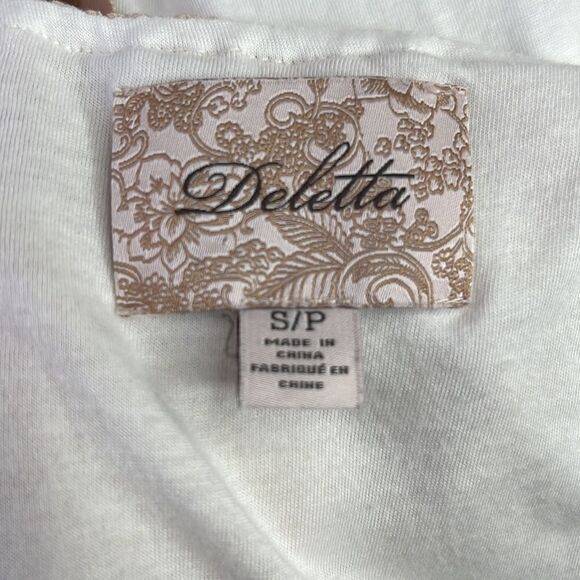 Deletta
S/P
MADE IN
CHINA
FABRIQUÉ EN
CHINE